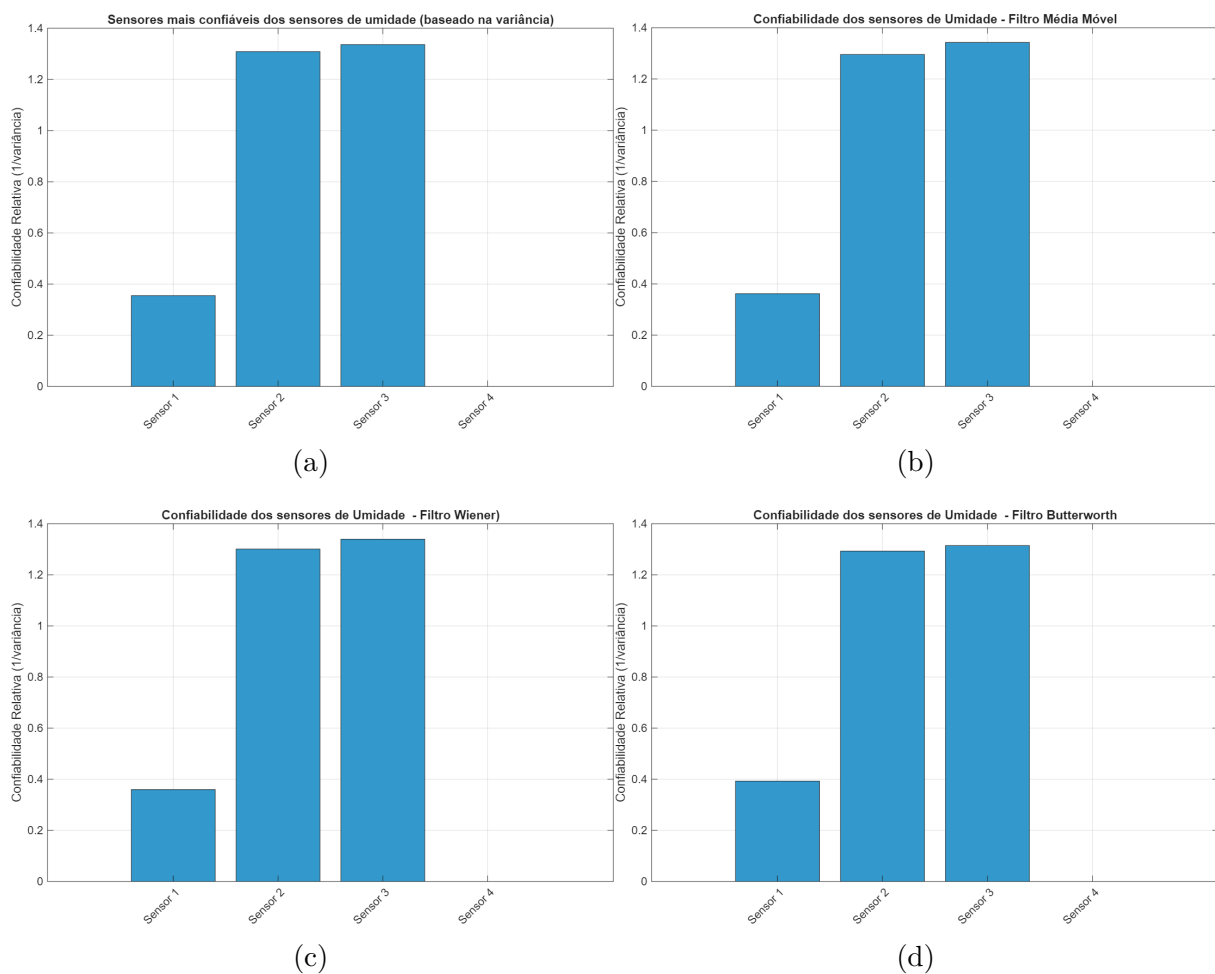 Sensores mais confiáveis dos sensores de umidade (baseado na variância)
Confiabilidade Relativa (1/variância)
1.4
1.2
1
0.8
0.6
0.4
0.2
0
Sensor 1
Sensor 2
Sensor 3
Sensor 4
(a)
Confiabilidade dos sensores de Umidade - Filtro Média Móvel
Confiabilidade Relativa (1/variância)
1.4
1.2
1
0.8
0.6
0.4
0.2
0
Sensor 1
Sensor 2
Sensor 3
Sensor 4
(b)
Confiabilidade dos sensores de Umidade  - Filtro Wiener)
Confiabilidade Relativa (1/variância)
1.4
1.2
1
0.8
0.6
0.4
0.2
0
Sensor 1
Sensor 2
Sensor 3
Sensor 4
(c)
Confiabilidade dos sensores de Umidade  - Filtro Butterworth
Confiabilidade Relativa (1/variância)
1.4
1.2
1
0.8
0.6
0.4
0.2
0
Sensor 1
Sensor 2
Sensor 3
Sensor 4
(d)